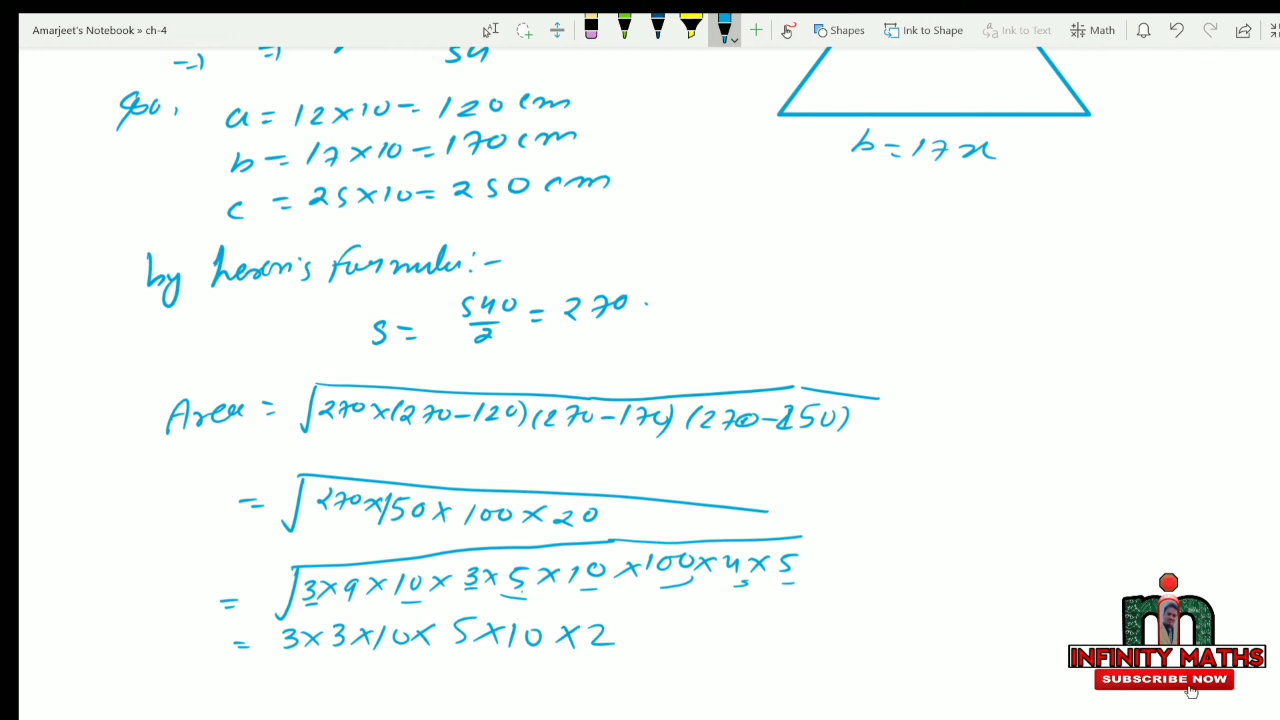 Amarjeet's Notebook » ch-4
Shapes Ink to Shape Ink to Text Math
54
So, a = 12×10 = 120 cm
b = 17×10 = 170 cm
c = 25×10 = 250 cm
b = 17x
by heron's formula:-
S = 540/2 = 270.
Area = √270×(270-120)(270-170)(270-250)
= √270×150×100×20
= √3×9×10×3×5×10×100×4×5
= 3×3×10×5×10×2
INFINITY MATHS
SUBSCRIBE NOW